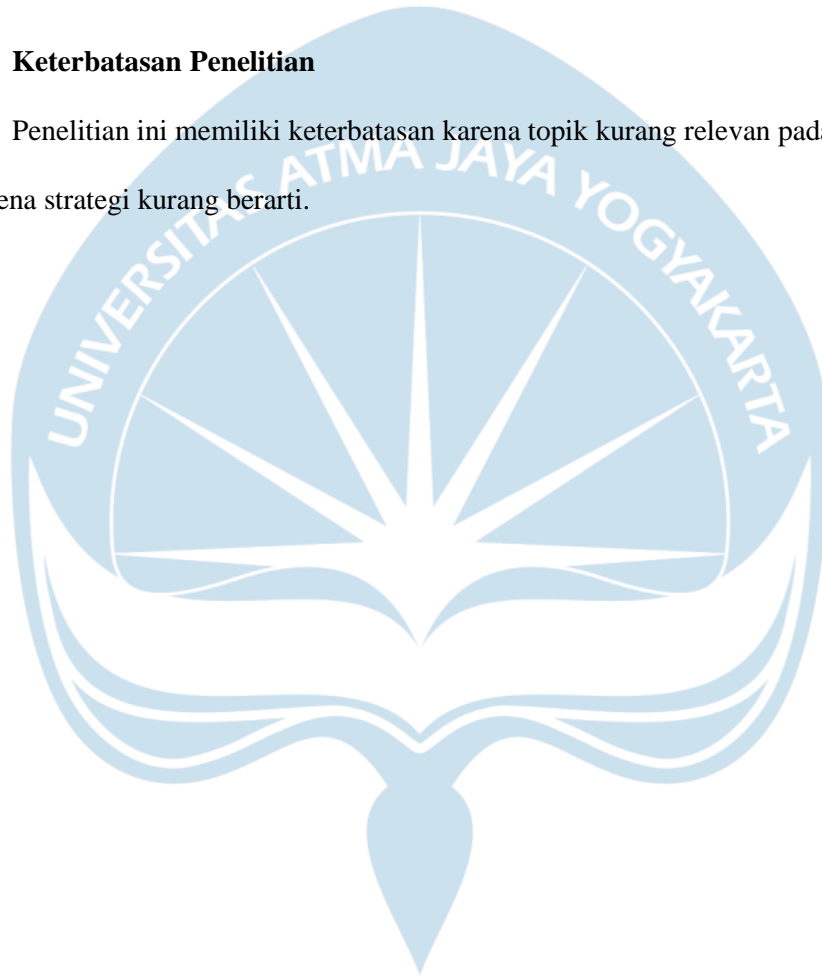 Keterbatasan Penelitian
Penelitian ini memiliki keterbatasan karena topik kurang relevan pada
ena strategi kurang berarti.
UNIVERSITAS ATMA JAYA YOGYAKARTA